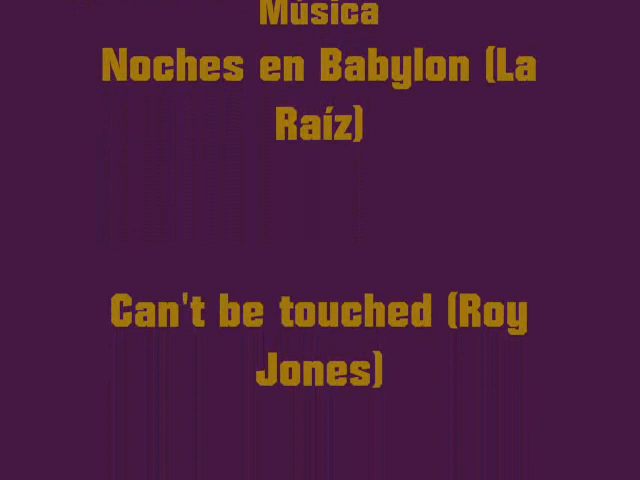 Música
Noches en Babylon (La
Raíz)
Can't be touched (Roy
Jones)